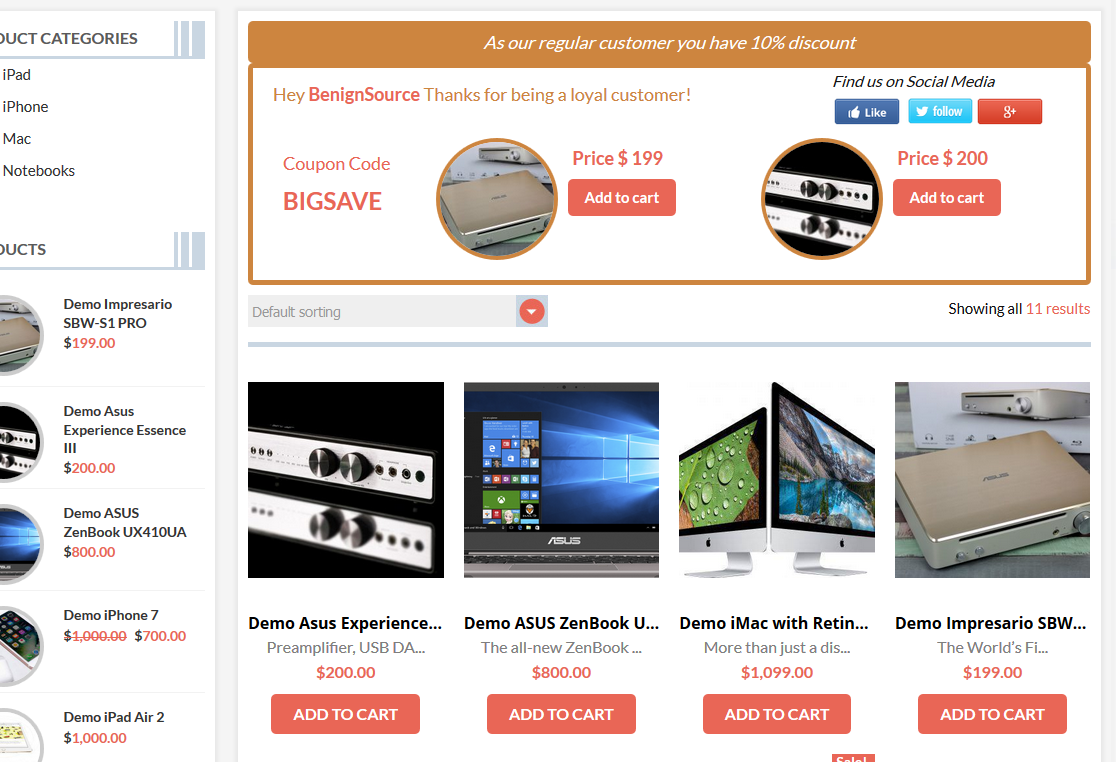 DUCT CATEGORIES
iPad
iPhone
Mac
Notebooks
DUCTS
Demo Impresario
SBW-S1 PRO
$199.00
Demo Asus
Experience Essence
III
$200.00
Demo ASUS
ZenBook UX410UA
$800.00
Demo iPhone 7
$1,000.00 $700.00
Demo iPad Air 2
$1,000.00
As our regular customer you have 10% discount
Hey BenignSource Thanks for being a loyal customer!
Find us on Social Media
Like
follow
g+
Coupon Code
BIGSAVE
Price $ 199
Add to cart
Price $ 200
Add to cart
Default sorting
Showing all 11 results
ASUS
ASUS
Demo Asus Experience...
Preamplifier, USB DA...
$200.00
ADD TO CART
Demo ASUS ZenBook U...
The all-new ZenBook ...
$800.00
ADD TO CART
Demo iMac with Retin...
More than just a dis...
$1,099.00
ADD TO CART
Demo Impresario SBW...
The World's Fi...
$199.00
ADD TO CART
Sale!